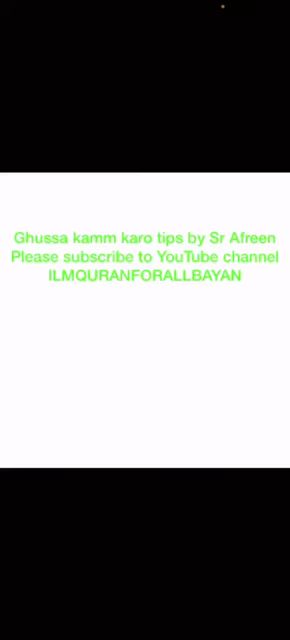 Ghussa kamm karo tips by Sr Afreen
Please subscribe to YouTube channel
ILMQURANFORALLBAYAN